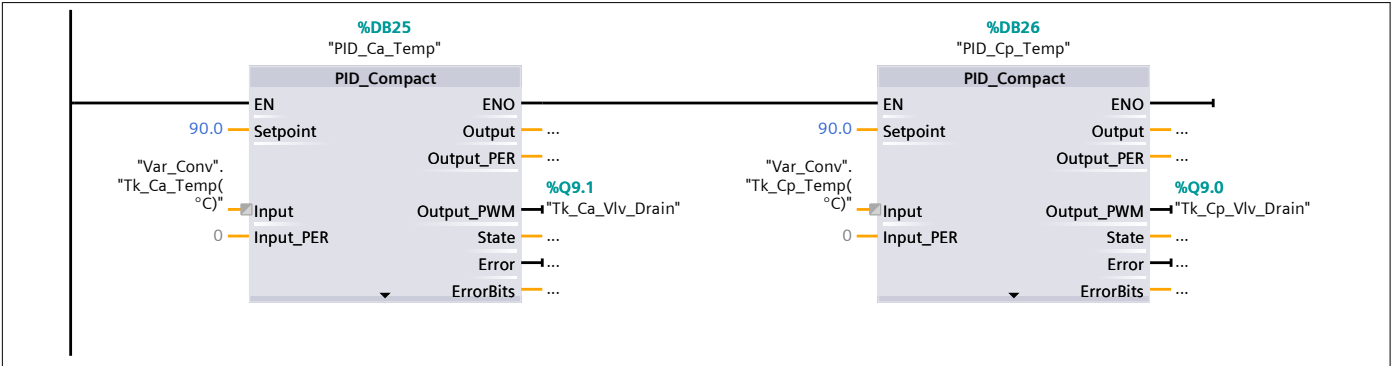 %DB25
"PID_Ca_Temp"
PID_Compact
EN
ENO
90.0
Setpoint
Output
...
Output_PER
...
"Var_Conv".
"Tk_Ca_Temp(
°C)"
Input
%Q9.1
Output_PWM
"Tk_Ca_Vlv_Drain"
0
Input_PER
State
...
Error
...
ErrorBits
...
%DB26
"PID_Cp_Temp"
PID_Compact
EN
ENO
90.0
Setpoint
Output
...
Output_PER
...
"Var_Conv".
"Tk_Cp_Temp(
°C)"
Input
%Q9.0
Output_PWM
"Tk_Cp_Vlv_Drain"
0
Input_PER
State
...
Error
...
ErrorBits
...